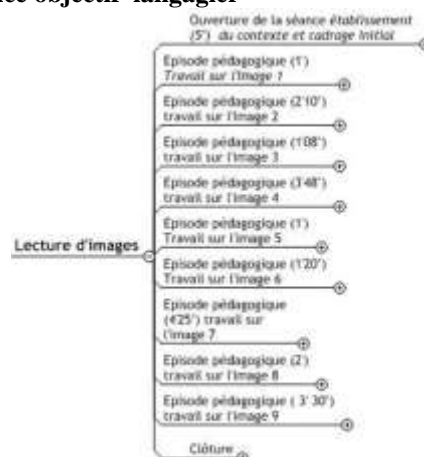 objectif langagier
Ouverture de la séance établissement
(5') du contexte et cadrage initial
Episode pédagogique (1')
Travail sur l'image 1
Episode pédagogique (2'10")
travail sur l'image 2
Episode pédagogique (1'08")
travail sur l'image 3
Episode pédagogique (3'48")
travail sur l'image 4
Episode pédagogique (1')
Travail sur l'image 5
Lecture d'images
Episode pédagogique (1'20")
Travail sur l'image 6
Episode pédagogique
travail sur
l'image 7
Episode pédagogique (2')
travail sur l'image 8
Episode pédagogique ( 3' 30")
travail sur l'image 9
Clôture